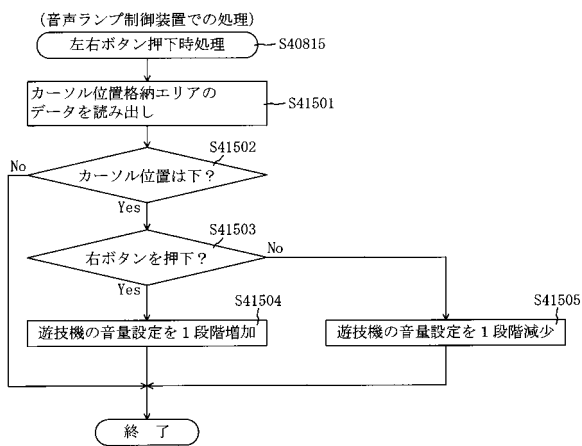 (音声ランプ制御装置での処理)
左右ボタン押下時処理
S40815
カーソル位置格納エリアの
データを読み出し
S41501
S41502
No
カーソル位置は下?
Yes
S41503
右ボタンを押下?
No
Yes
S41504
S41505
遊技機の音量設定を1段階増加
遊技機の音量設定を1段階減少
終 了